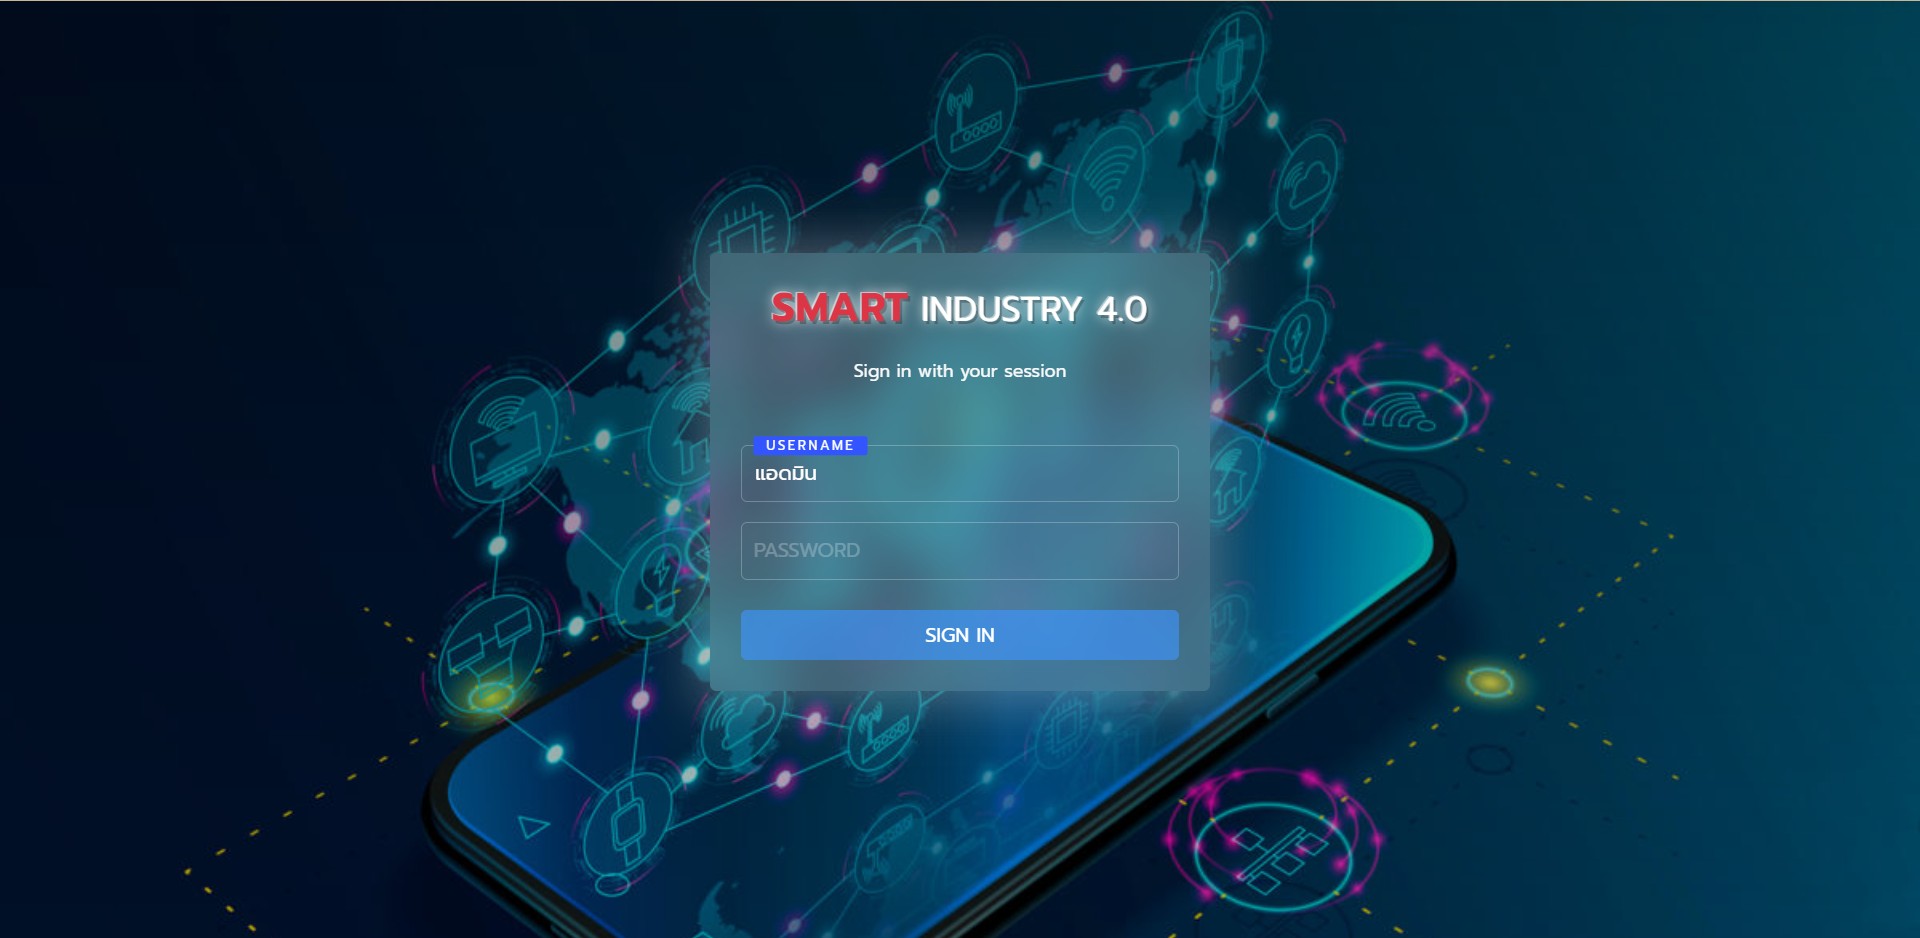 SMART INDUSTRY 4.0
Sign in with your session
USERNAME
แอดมิน
PASSWORD
SIGN IN